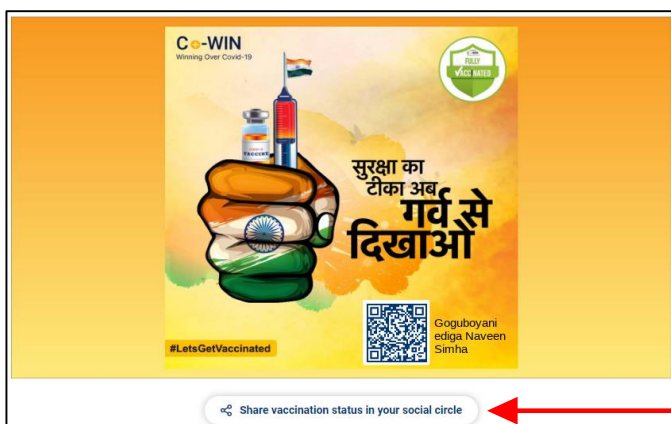 Co-WIN
Winning Over Covid-19
FULLY
VACCINATED
VACCINE
सुरक्षा का
टीका अब
गर्व से
दिखाओ
Goguboyani
ediga Naveen
Simha
#LetsGetVaccinated
Share vaccination status in your social circle